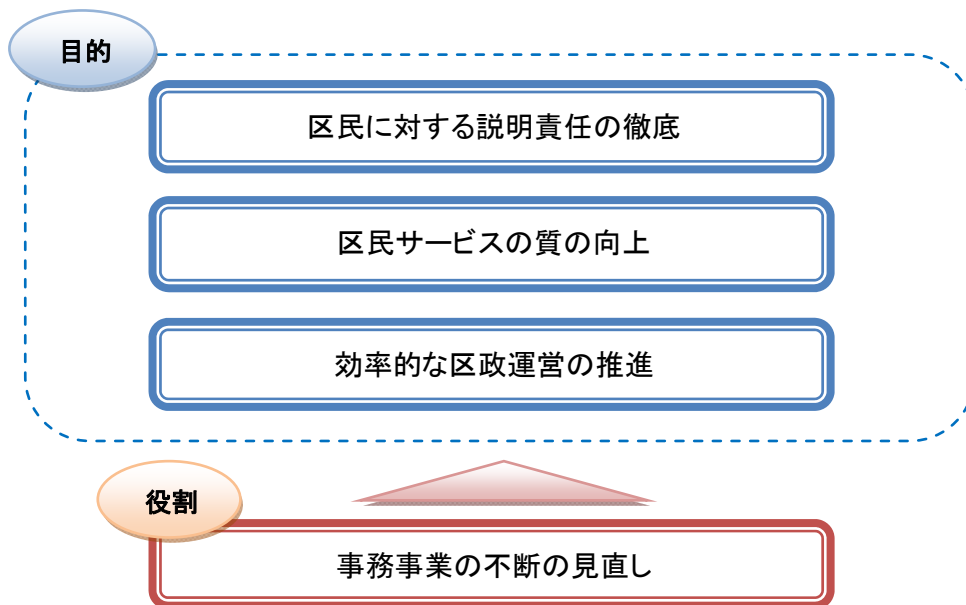 目的
区民に対する説明責任の徹底
区民サービスの質の向上
効率的な区政運営の推進
役割
事務事業の不断の見直し